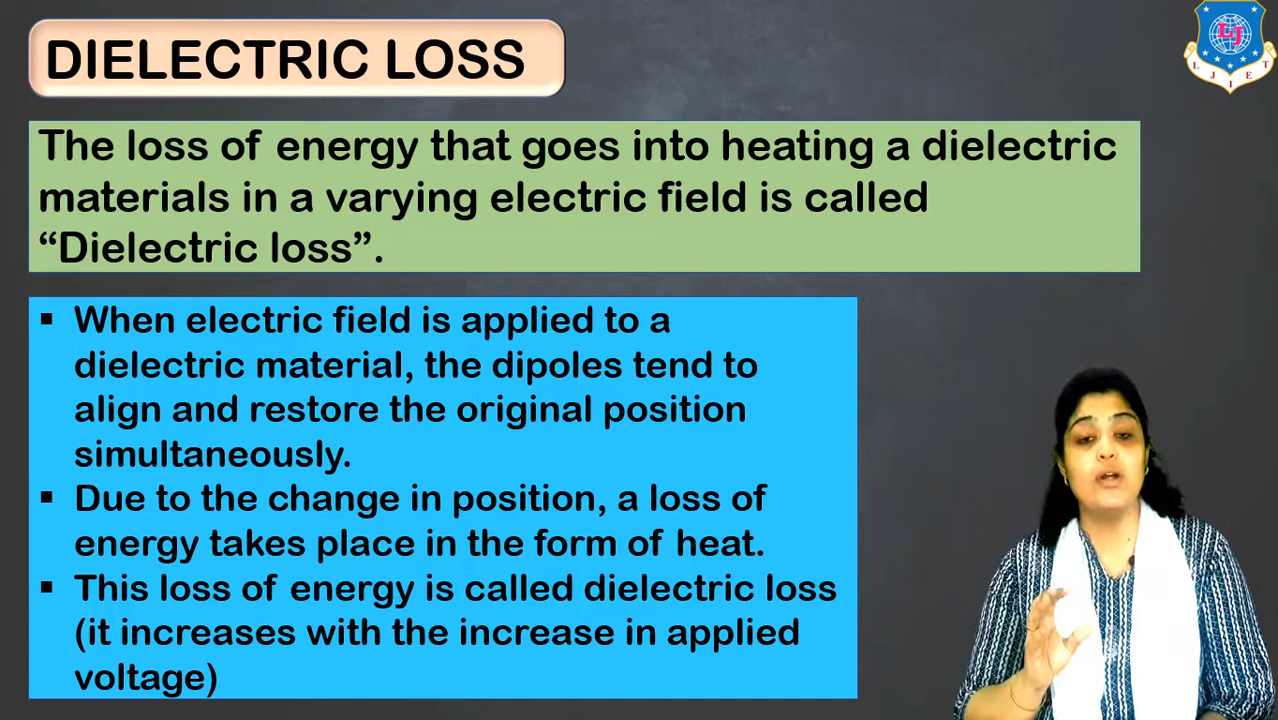 DIELECTRIC LOSS
LJ
L J I E T
The loss of energy that goes into heating a dielectric
materials in a varying electric field is called
“Dielectric loss”.
▪ When electric field is applied to a
dielectric material, the dipoles tend to
align and restore the original position
simultaneously.
▪ Due to the change in position, a loss of
energy takes place in the form of heat.
▪ This loss of energy is called dielectric loss
(it increases with the increase in applied
voltage)